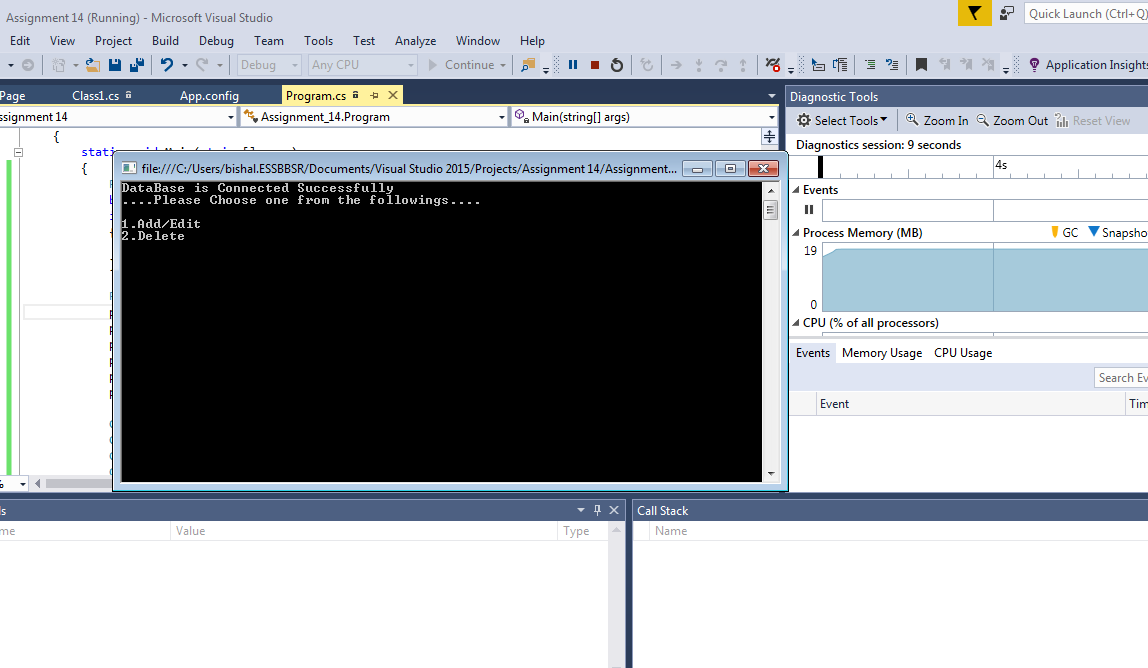 Assignment 14 (Running) - Microsoft Visual Studio
Quick Launch (Ctrl+Q)
Edit View Project Build Debug Team Tools Test Analyze Window Help
Debug Any CPU Continue Application Insights
Page Class1.cs App.config Program.cs
ssignment 14 Assignment_14.Program Main(string[] args)
{
{
file:///C:/Users/bishal.ESSBBSR/Documents/Visual Studio 2015/Projects/Assignment 14/Assignment...
DataBase is Connected Successfully
....Please Choose one from the followings....
1.Add/Edit
2.Delete
Diagnostic Tools
Select Tools Zoom In Zoom Out Reset View
Diagnostics session: 9 seconds
4s
Events
Process Memory (MB) GC Snapsho
19
0
CPU (% of all processors)
Events Memory Usage CPU Usage
Search Ev
Event Tim
ls
me Value Type
Call Stack
Name